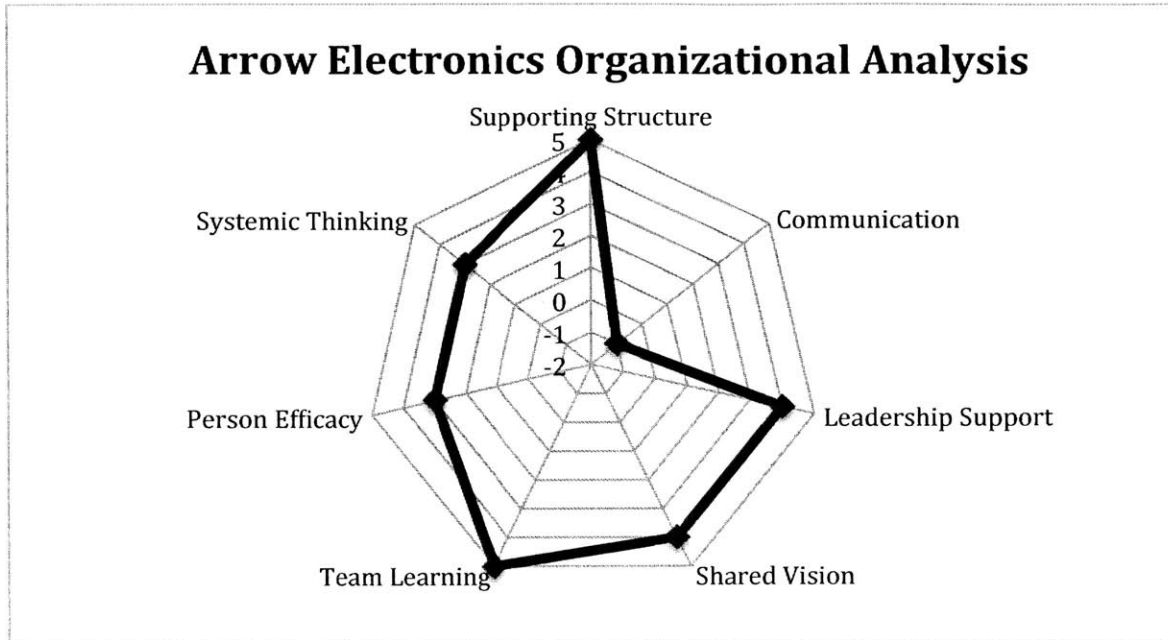 Arrow Electronics Organizational Analysis
Supporting Structure
5
4
3
2
1
0
-1
-2
Communication
Leadership Support
Shared Vision
Team Learning
Person Efficacy
Systemic Thinking